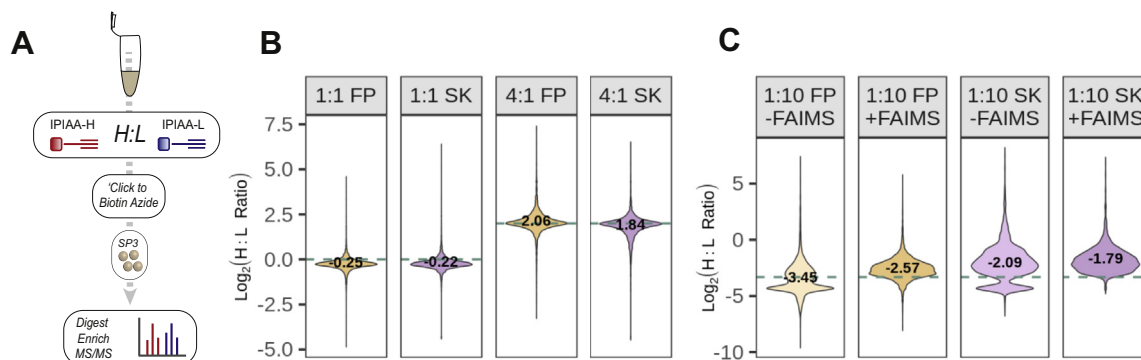 A
IPIAA-H
H:L
IPIAA-L
'Click to
Biotin Azide
SP3
Digest
Enrich
MS/MS
B
1:1 FP
1:1 SK
4:1 FP
4:1 SK
Log2(H : L Ratio)
7.5
5.0
2.5
0.0
-2.5
-5.0
-0.25
-0.22
2.06
1.84
C
1:10 FP
-FAIMS
1:10 FP
+FAIMS
1:10 SK
-FAIMS
1:10 SK
+FAIMS
Log2(H : L Ratio)
5
0
-5
-10
-3.45
-2.57
-2.09
-1.79